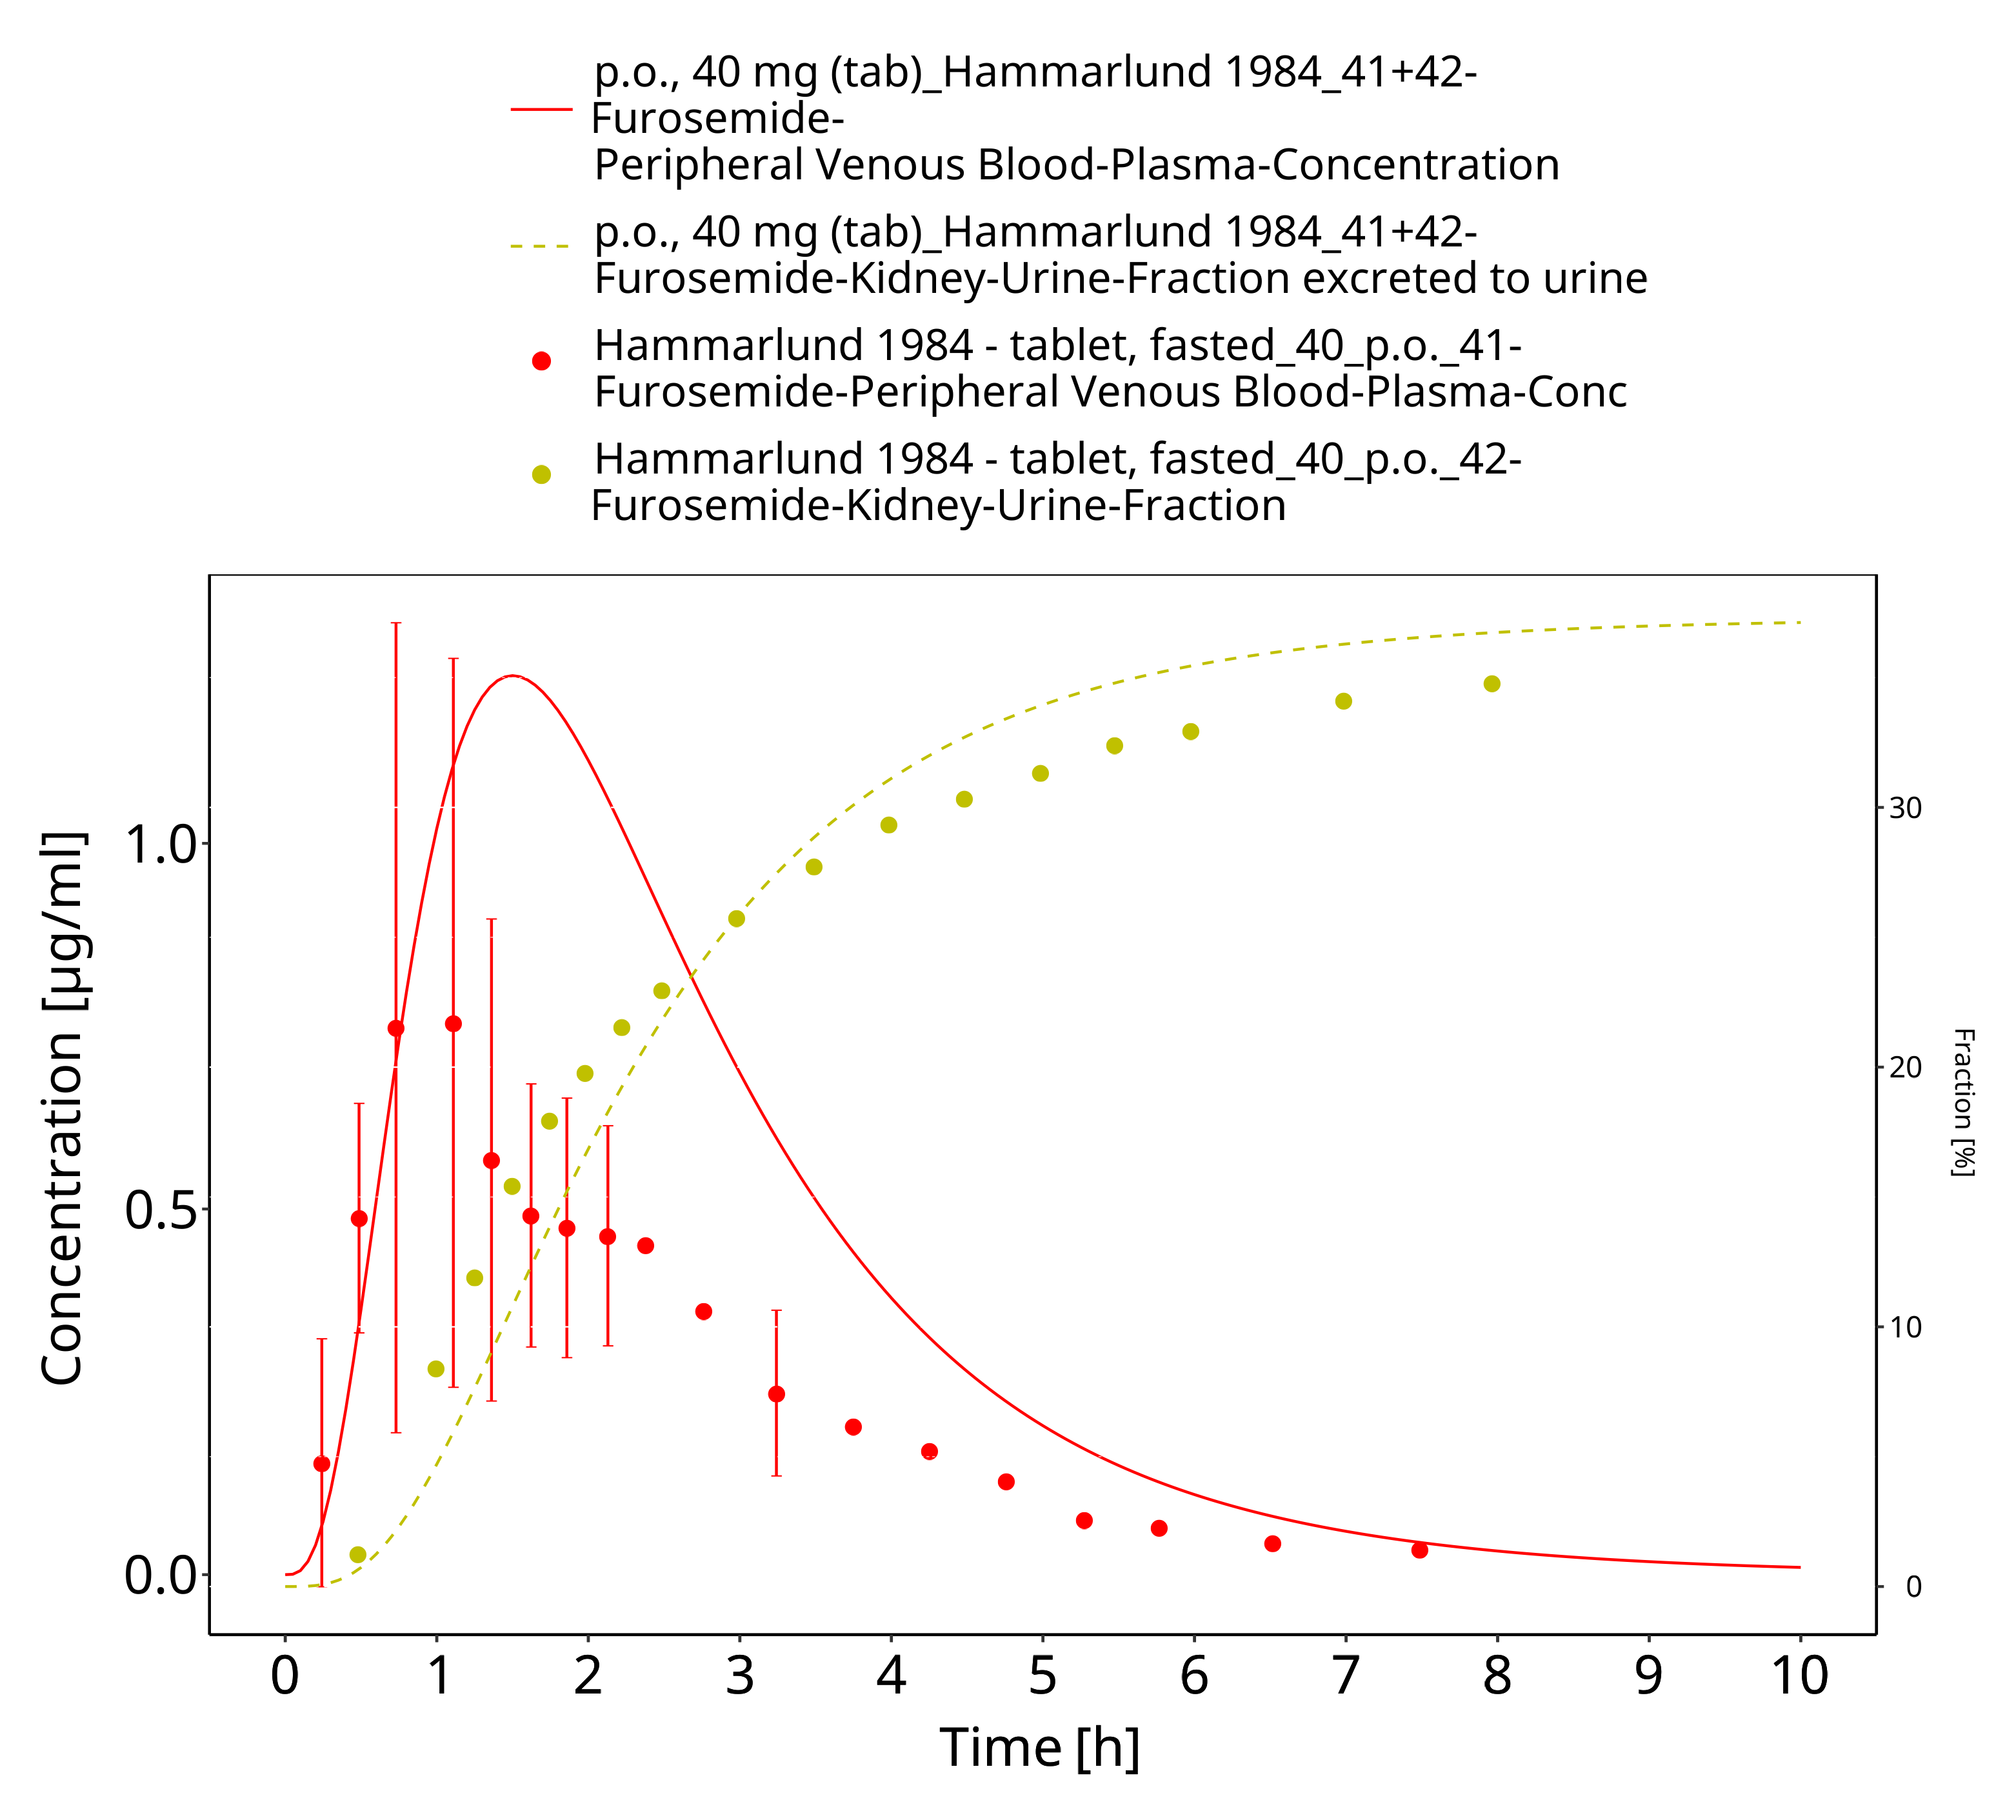 p.o., 40 mg (tab)_Hammarlund 1984_41+42-
Furosemide-
Peripheral Venous Blood-Plasma-Concentration
p.o., 40 mg (tab)_Hammarlund 1984_41+42-
Furosemide-Kidney-Urine-Fraction excreted to urine
Hammarlund 1984 - tablet, fasted_40_p.o._41-
Furosemide-Peripheral Venous Blood-Plasma-Conc
Hammarlund 1984 - tablet, fasted_40_p.o._42-
Furosemide-Kidney-Urine-Fraction
Concentration [µg/ml]
1.0
0.5
0.0
30
20
10
0
Fraction [%]
0 1 2 3 4 5 6 7 8 9 10
Time [h]